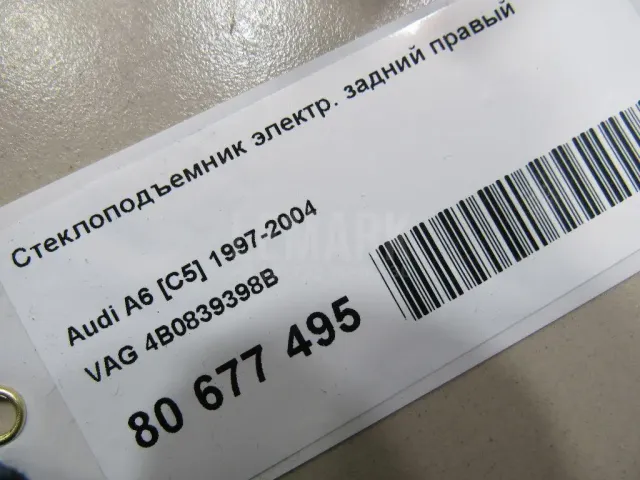 Стеклоподъемник электр. задний правый
Audi A6 [C5] 1997-2004
VAG 4B0839398B
80 677 495